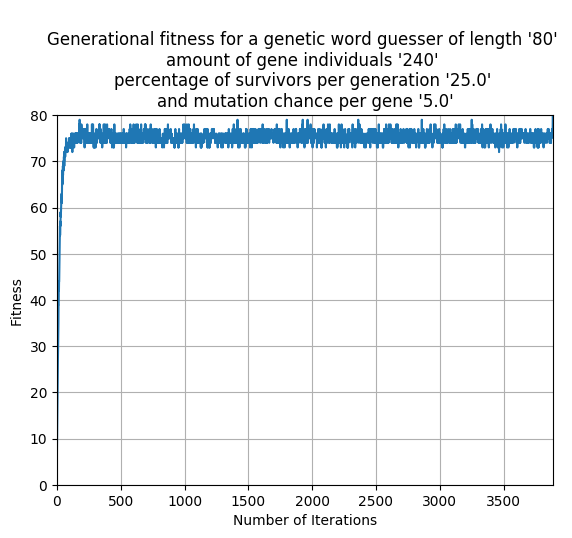 Generational fitness for a genetic word guesser of length '80'
amount of gene individuals '240'
percentage of survivors per generation '25.0'
and mutation chance per gene '5.0'
80
70
60
50
40
30
20
10
0
Fitness
0 500 1000 1500 2000 2500 3000 3500
Number of Iterations